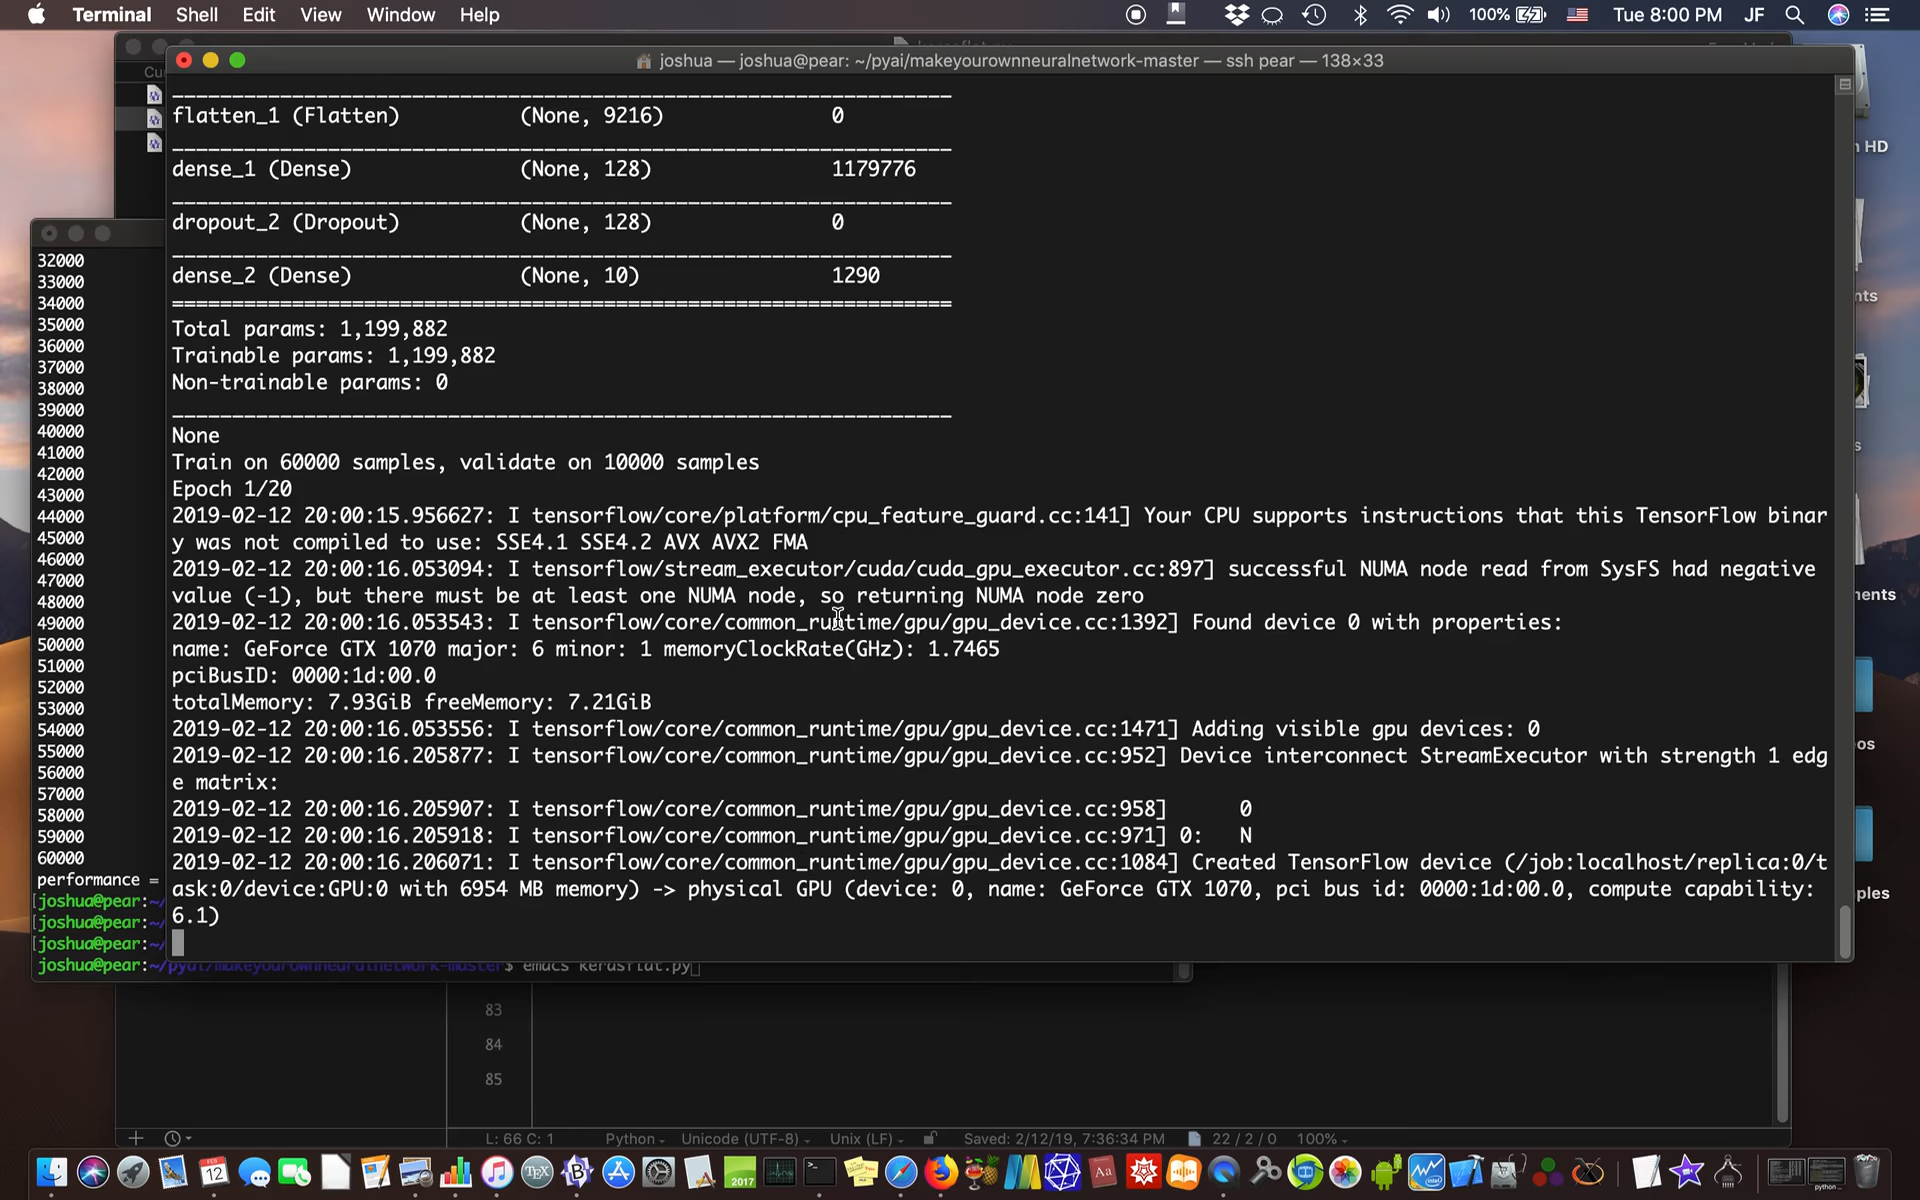 Terminal Shell Edit View Window Help 100% Tue 8:00 PM JF
joshua — joshua@pear: ~/pyai/makeyourownneuralnetwork-master — ssh pear — 138×33
Cu
flatten_1 (Flatten) (None, 9216) 0
dense_1 (Dense) (None, 128) 1179776
dropout_2 (Dropout) (None, 128) 0
dense_2 (Dense) (None, 10) 1290
Total params: 1,199,882
Trainable params: 1,199,882
Non-trainable params: 0
None
Train on 60000 samples, validate on 10000 samples
Epoch 1/20
2019-02-12 20:00:15.956627: I tensorflow/core/platform/cpu_feature_guard.cc:141] Your CPU supports instructions that this TensorFlow binar
y was not compiled to use: SSE4.1 SSE4.2 AVX AVX2 FMA
2019-02-12 20:00:16.053094: I tensorflow/stream_executor/cuda/cuda_gpu_executor.cc:897] successful NUMA node read from SysFS had negative
value (-1), but there must be at least one NUMA node, so returning NUMA node zero
2019-02-12 20:00:16.053543: I tensorflow/core/common_runtime/gpu/gpu_device.cc:1392] Found device 0 with properties:
name: GeForce GTX 1070 major: 6 minor: 1 memoryClockRate(GHz): 1.7465
pciBusID: 0000:1d:00.0
totalMemory: 7.93GiB freeMemory: 7.21GiB
2019-02-12 20:00:16.053556: I tensorflow/core/common_runtime/gpu/gpu_device.cc:1471] Adding visible gpu devices: 0
2019-02-12 20:00:16.205877: I tensorflow/core/common_runtime/gpu/gpu_device.cc:952] Device interconnect StreamExecutor with strength 1 edg
e matrix:
2019-02-12 20:00:16.205907: I tensorflow/core/common_runtime/gpu/gpu_device.cc:958] 0
2019-02-12 20:00:16.205918: I tensorflow/core/common_runtime/gpu/gpu_device.cc:971] 0: N
2019-02-12 20:00:16.206071: I tensorflow/core/common_runtime/gpu/gpu_device.cc:1084] Created TensorFlow device (/job:localhost/replica:0/t
ask:0/device:GPU:0 with 6954 MB memory) -> physical GPU (device: 0, name: GeForce GTX 1070, pci bus id: 0000:1d:00.0, compute capability:
6.1)
32000
33000
34000
35000
36000
37000
38000
39000
40000
41000
42000
43000
44000
45000
46000
47000
48000
49000
50000
51000
52000
53000
54000
55000
56000
57000
58000
59000
60000
performance =
[joshua@pear:~/
[joshua@pear:~/
[joshua@pear:~/
joshua@pear:~/pyai/makeyourownneuralnetwork-master$ emacs kerasflat.py
HD
nts
s
nents
os
ples
83
84
85
L: 66 C: 1 Python Unicode (UTF-8) Unix (LF) Saved: 2/12/19, 7:36:34 PM 22 / 2 / 0 100%
FEB
12
TEX
2017
Aa